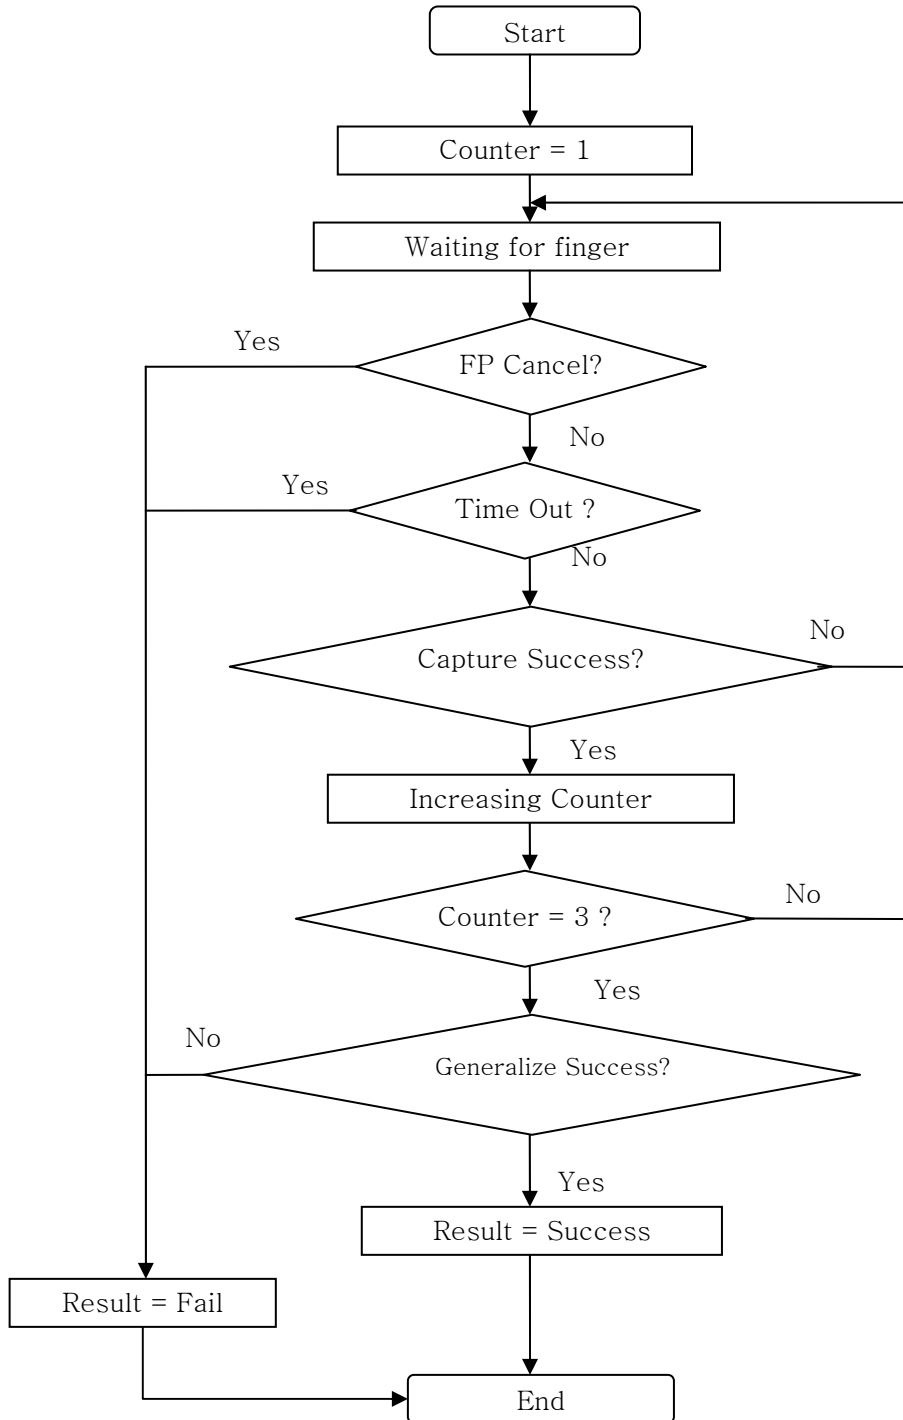 Start
Counter = 1
Waiting for finger
Yes
FP Cancel?
No
Yes
Time Out ?
No
No
Capture Success?
Yes
Increasing Counter
No
Counter = 3 ?
Yes
No
Generalize Success?
Yes
Result = Success
Result = Fail
End